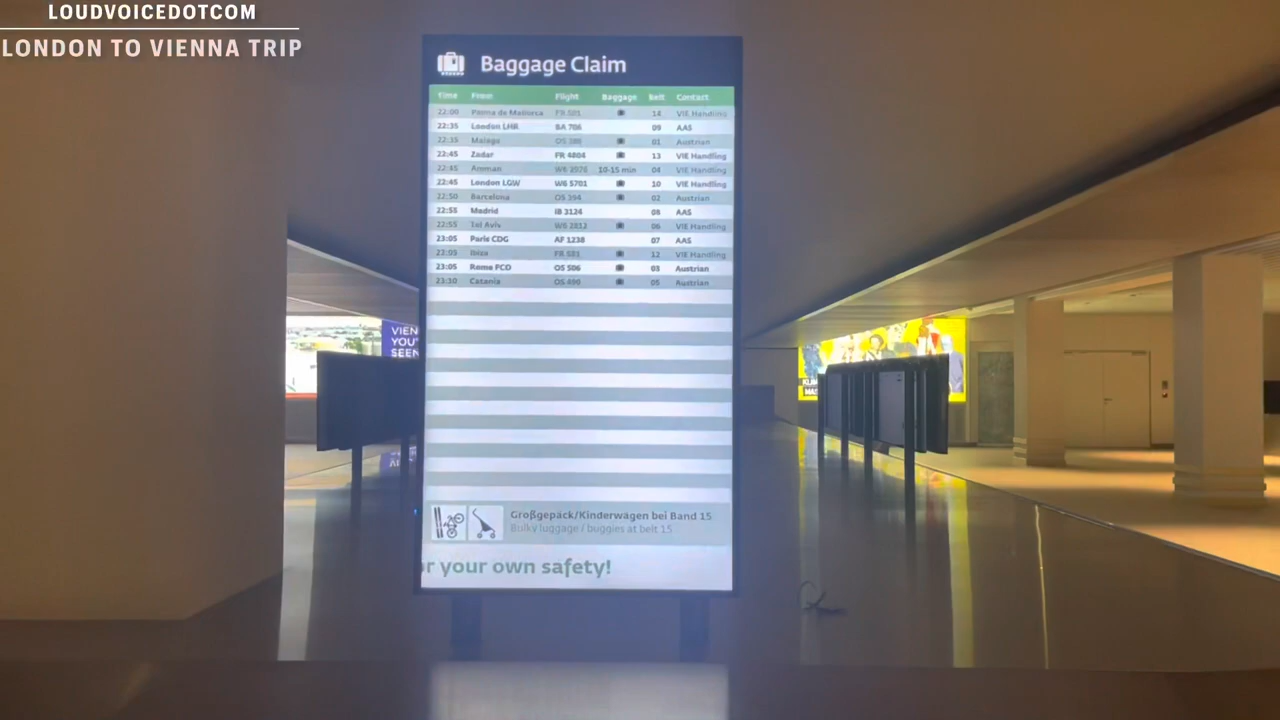 LOUDVOICEDOTCOM
LONDON TO VIENNA TRIP
Baggage Claim
Time From Flight Baggage Belt Contact
22:00 Palma de Mallorca FR 501 14 VIE Handling
22:35 London LHR BA 706 09 AAS
22:35 Malaga OS 386 01 Austrian
22:45 Zadar FR 4804 13 VIE Handling
22:45 Amman W6 2976 10-15 min 04 VIE Handling
22:45 London LGW W6 5701 10 VIE Handling
22:50 Barcelona OS 394 02 Austrian
22:55 Madrid IB 3124 08 AAS
22:55 Tel Aviv W6 2812 06 VIE Handling
23:05 Paris CDG AF 1238 07 AAS
23:05 Ibiza FR 12 VIE Handling
23:05 Rome FCO OS 506 03 Austrian
23:10 Catania OS 05 Austrian
Großgepäck/Kinderwagen bei Band 15
Bulky luggage / buggies at belt 15
r your own safety!
VIEN
YOU'
SEEN